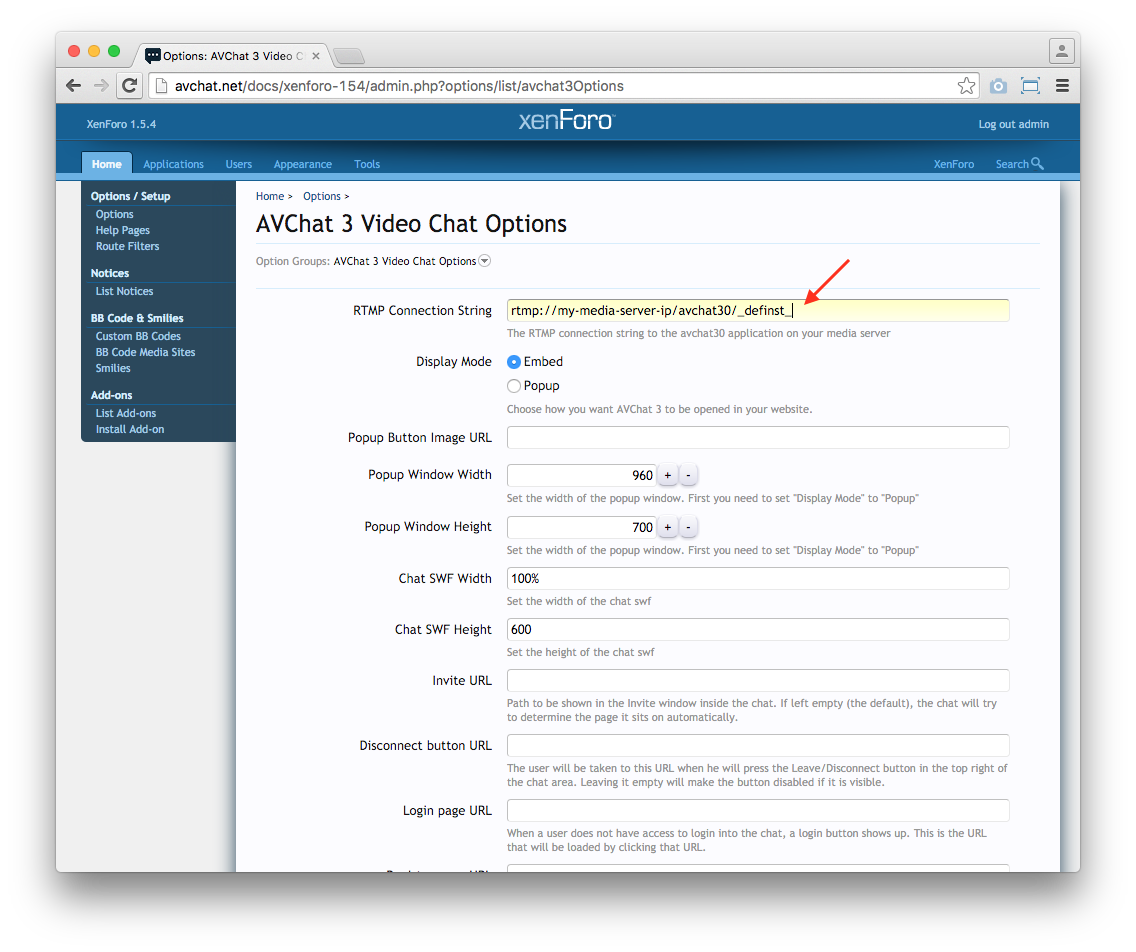 Options: AVChat 3 Video C
avchat.net/docs/xenforo-154/admin.php?options/list/avchat3Options
XenForo 1.5.4
xenForo
Log out admin
Home
Applications
Users
Appearance
Tools
XenForo
Search
Options / Setup
Options
Help Pages
Route Filters
Notices
List Notices
BB Code & Smilies
Custom BB Codes
BB Code Media Sites
Smilies
Add-ons
List Add-ons
Install Add-on
Home > Options >
AVChat 3 Video Chat Options
Option Groups: AVChat 3 Video Chat Options
RTMP Connection String
rtmp://my-media-server-ip/avchat30/_definst_
The RTMP connection string to the avchat30 application on your media server
Display Mode
Embed
Popup
Choose how you want AVChat 3 to be opened in your website.
Popup Button Image URL
Popup Window Width
960 + -
Set the width of the popup window. First you need to set "Display Mode" to "Popup"
Popup Window Height
700 + -
Set the width of the popup window. First you need to set "Display Mode" to "Popup"
Chat SWF Width
100%
Set the width of the chat swf
Chat SWF Height
600
Set the height of the chat swf
Invite URL
Path to be shown in the Invite window inside the chat. If left empty (the default), the chat will try
to determine the page it sits on automatically.
Disconnect button URL
The user will be taken to this URL when he will press the Leave/Disconnect button in the top right of
the chat area. Leaving it empty will make the button disabled if it is visible.
Login page URL
When a user does not have access to login into the chat, a login button shows up. This is the URL
that will be loaded by clicking that URL.